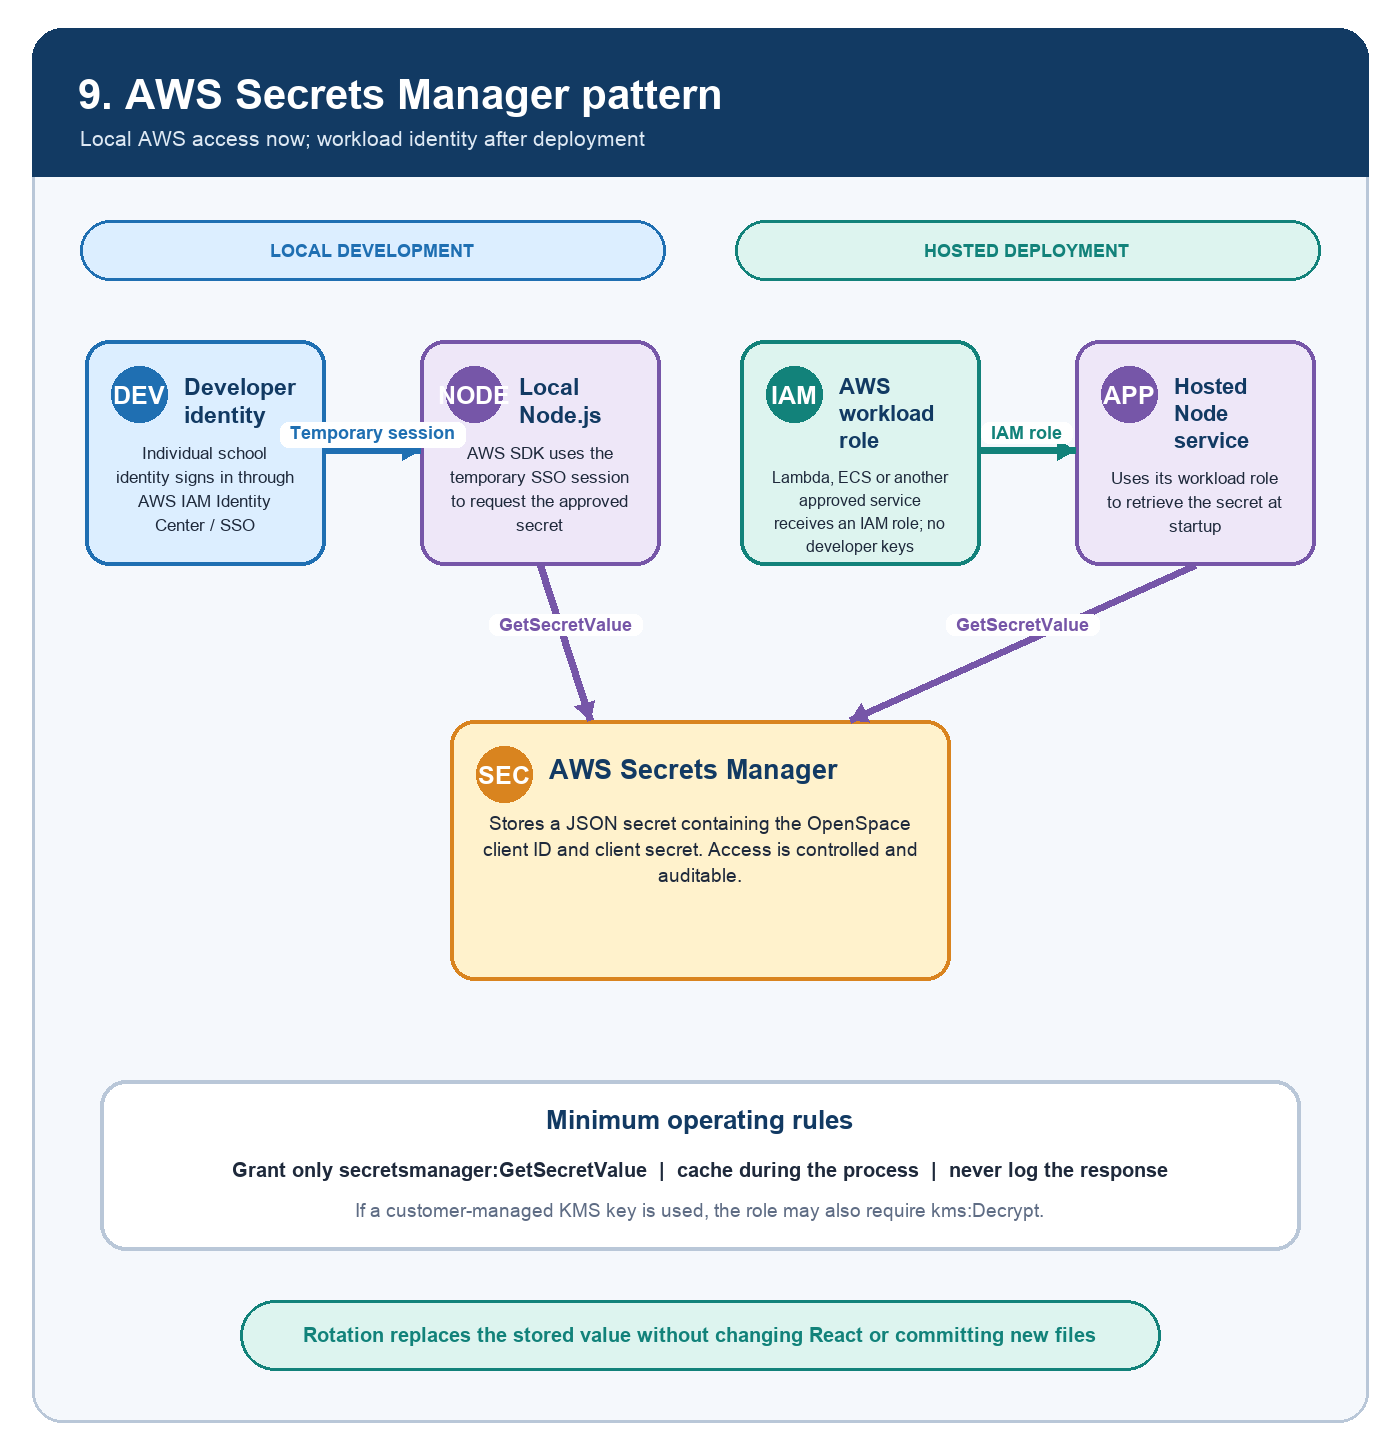 9. AWS Secrets Manager pattern
Local AWS access now; workload identity after deployment
LOCAL DEVELOPMENT
HOSTED DEPLOYMENT
DEV
Developer
identity
Individual school
identity signs in through
AWS IAM Identity
Center / SSO
Temporary session
NODE
Local
Node.js
AWS SDK uses the
temporary SSO session
to request the approved
secret
IAM
AWS
workload
role
Lambda, ECS or another
approved service
receives an IAM role; no
developer keys
IAM role
APP
Hosted
Node
service
Uses its workload role
to retrieve the secret at
startup
GetSecretValue
GetSecretValue
SEC
AWS Secrets Manager
Stores a JSON secret containing the OpenSpace
client ID and client secret. Access is controlled and
auditable.
Minimum operating rules
Grant only secretsmanager:GetSecretValue | cache during the process | never log the response
If a customer-managed KMS key is used, the role may also require kms:Decrypt.
Rotation replaces the stored value without changing React or committing new files